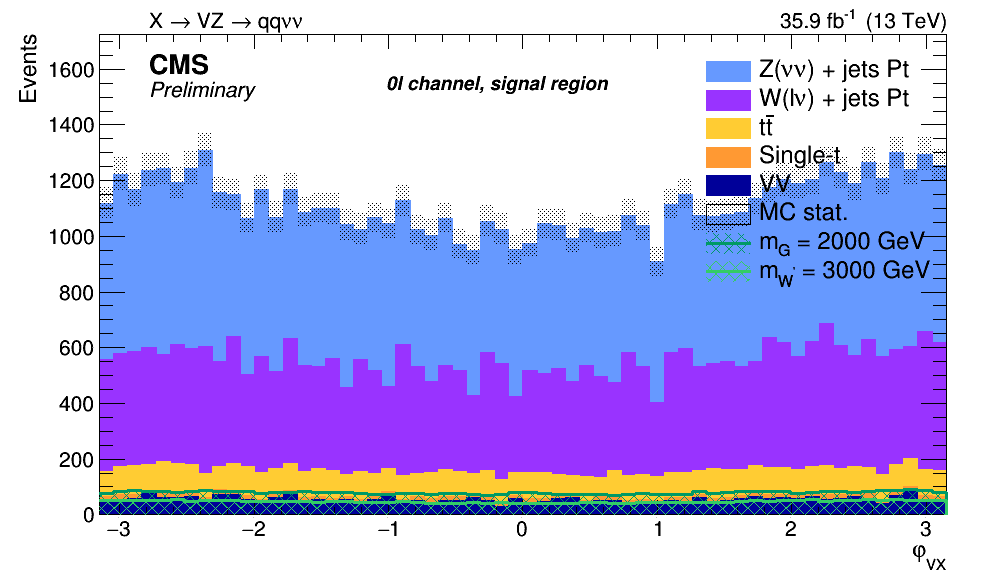 X → VZ → qqνν
35.9 fb⁻¹ (13 TeV)
Events
CMS
Preliminary
0l channel, signal region
Z(νν) + jets Pt
W(lν) + jets Pt
tt̄
Single-t
VV
MC stat.
m_G = 2000 GeV
m_W' = 3000 GeV
1600
1400
1200
1000
800
600
400
200
0
−3 −2 −1 0 1 2 3
φ_VX